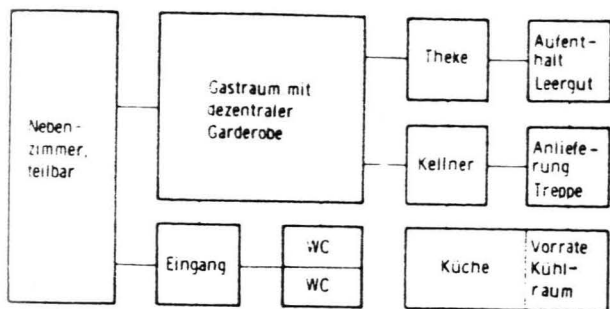 Neben-
zimmer,
teilbar
Gastraum mit
dezentraler
Garderobe
Theke
Aufent-
halt
Leergut
Kellner
Anliefe-
rung
Treppe
Eingang
WC
WC
Küche
Vorrate
Kühl-
raum